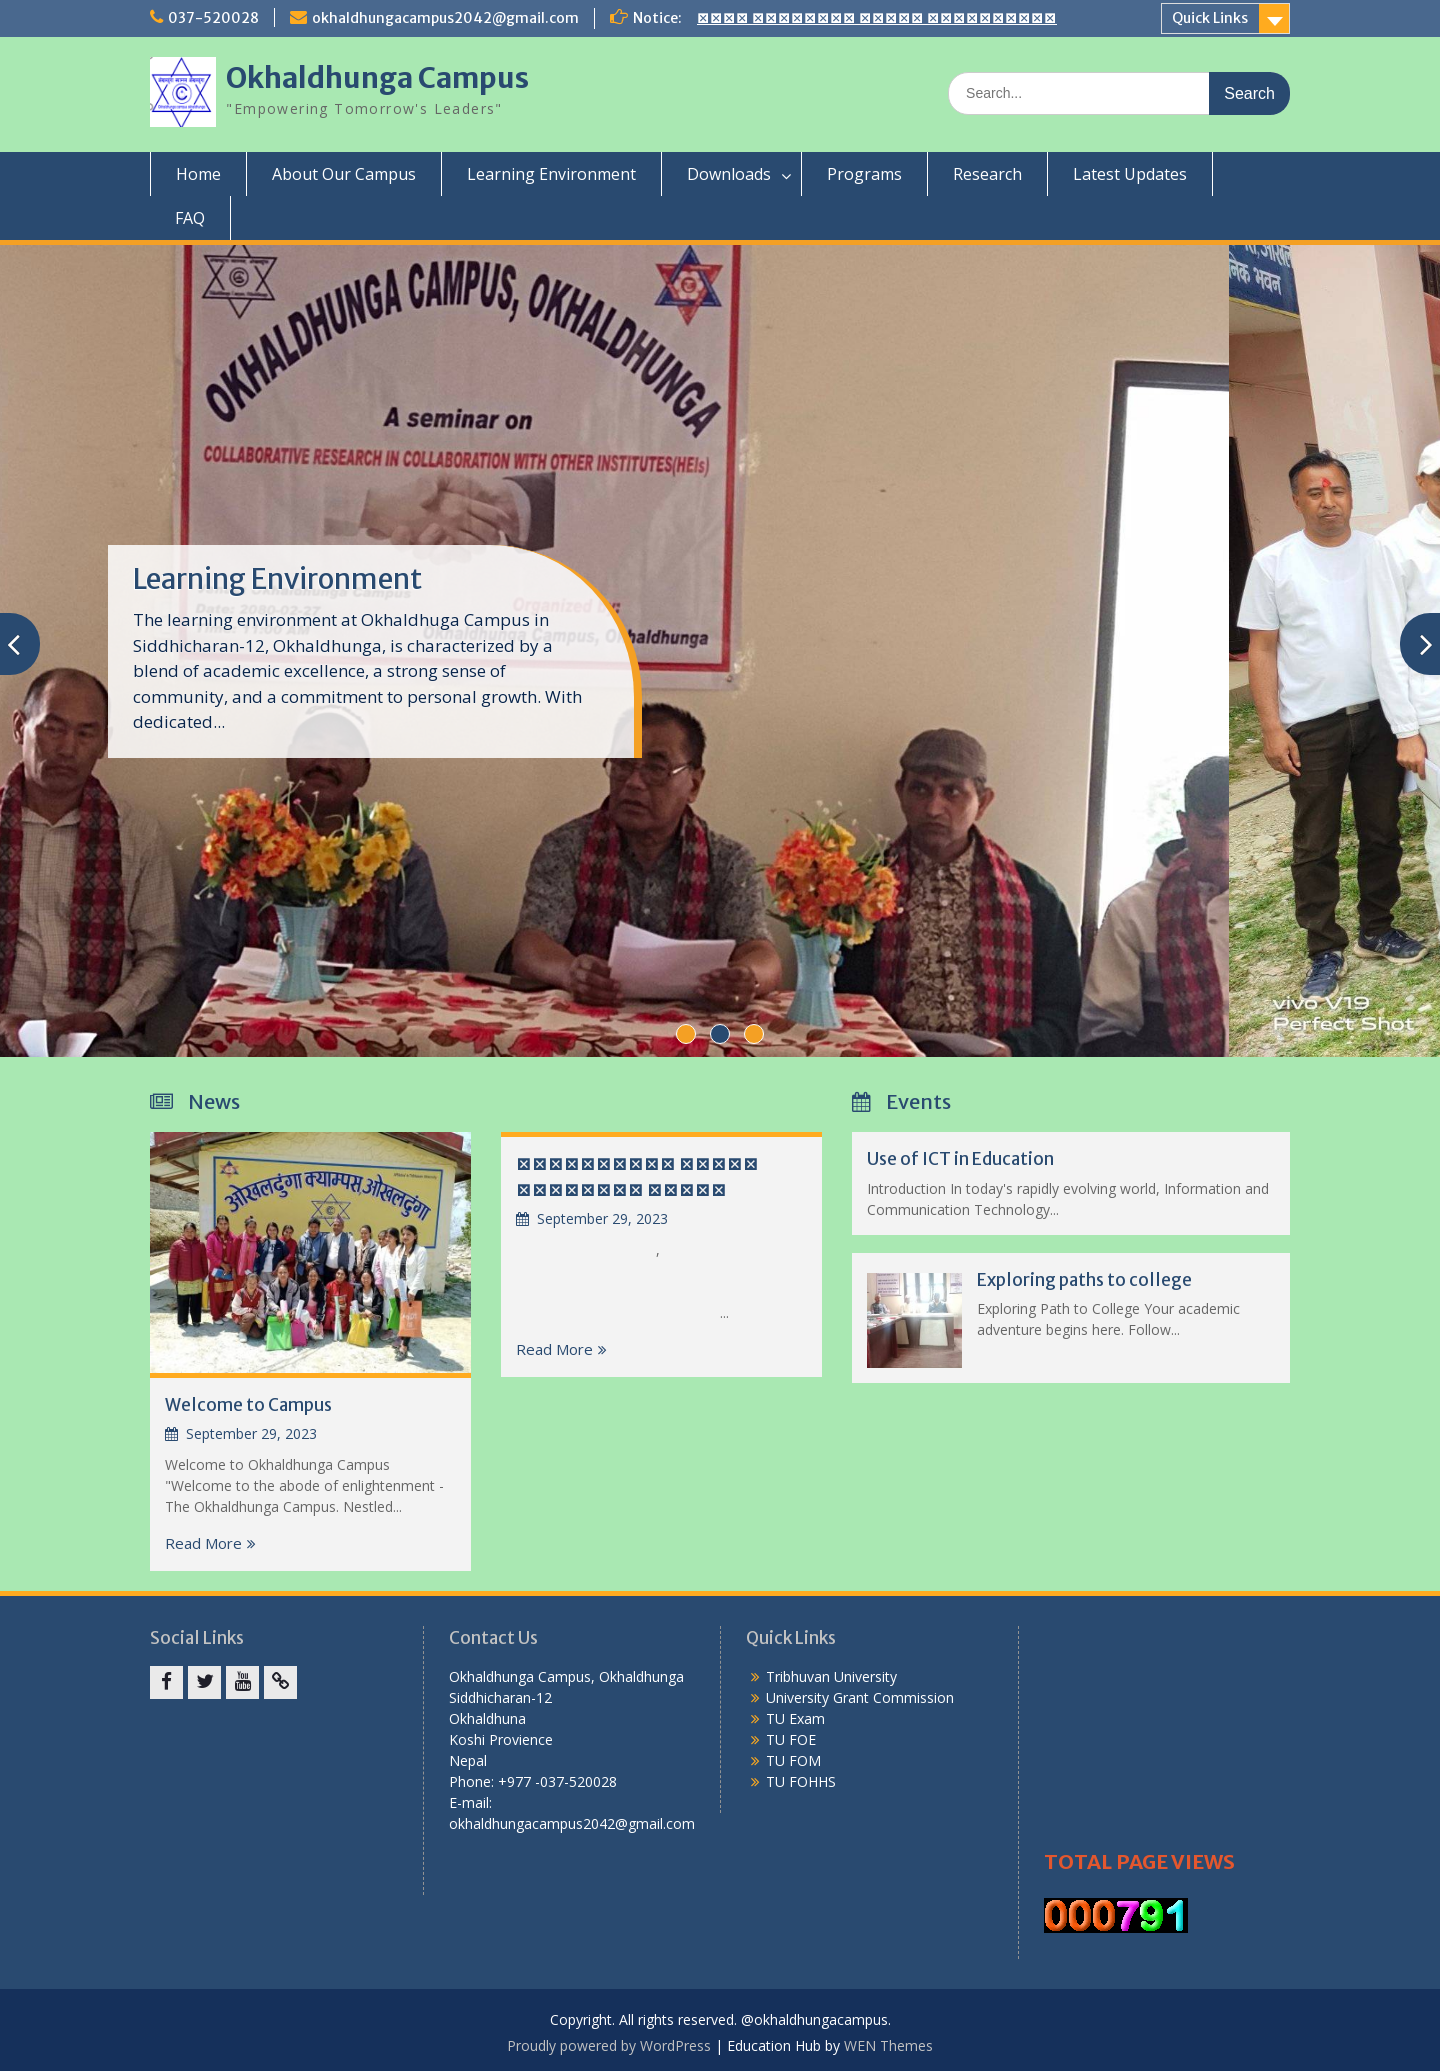 037-520028
okhaldhungacampus2042@gmail.com
Notice:
Quick Links
Okhaldhunga Campus
"Empowering Tomorrow's Leaders"
Search...
Search
Home
About Our Campus
Learning Environment
Downloads
Programs
Research
Latest Updates
FAQ
OKHALDHUNGA CAMPUS, OKHALDHUNGA
A seminar on
COLLABORATIVE RESEARCH IN COLLABORATION WITH OTHER INSTITUTES(HEIs)
Learning Environment
The learning environment at Okhaldhuga Campus in
Siddhicharan-12, Okhaldhunga, is characterized by a
blend of academic excellence, a strong sense of
community, and a commitment to personal growth. With
dedicated...
vivo V19
Perfect Shot
News
ओखलढुंगा क्याम्पस, ओखलढुंगा
Welcome to Campus
September 29, 2023
Welcome to Okhaldhunga Campus
"Welcome to the abode of enlightenment -
The Okhaldhunga Campus. Nestled...
Read More
September 29, 2023
,
...
Read More
Events
Use of ICT in Education
Introduction In today's rapidly evolving world, Information and
Communication Technology...
Exploring paths to college
Exploring Path to College Your academic
adventure begins here. Follow...
Social Links
Contact Us
Okhaldhunga Campus, Okhaldhunga
Siddhicharan-12
Okhaldhuna
Koshi Provience
Nepal
Phone: +977 -037-520028
E-mail:
okhaldhungacampus2042@gmail.com
Quick Links
Tribhuvan University
University Grant Commission
TU Exam
TU FOE
TU FOM
TU FOHHS
TOTAL PAGE VIEWS
000791
Copyright. All rights reserved. @okhaldhungacampus.
Proudly powered by WordPress | Education Hub by WEN Themes